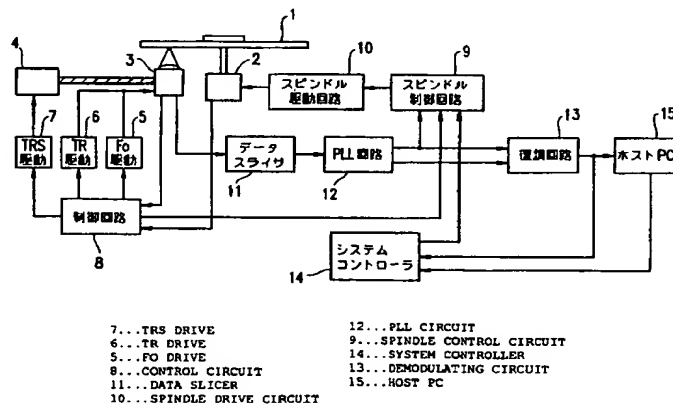 1
4
3
2
10
9
スピンドル
駆動回路
スピンドル
制御回路
7
6
5
13
15
TRS
駆動
TR
駆動
Fo
駆動
データ
スライサ
PLL 回路
復調回路
ホストPC
11
12
制御回路
8
システム
コントローラ
14
7...TRS DRIVE
6...TR DRIVE
5...FO DRIVE
8...CONTROL CIRCUIT
11...DATA SLICER
10...SPINDLE DRIVE CIRCUIT
12...PLL CIRCUIT
9...SPINDLE CONTROL CIRCUIT
14...SYSTEM CONTROLLER
13...DEMODULATING CIRCUIT
15...HOST PC